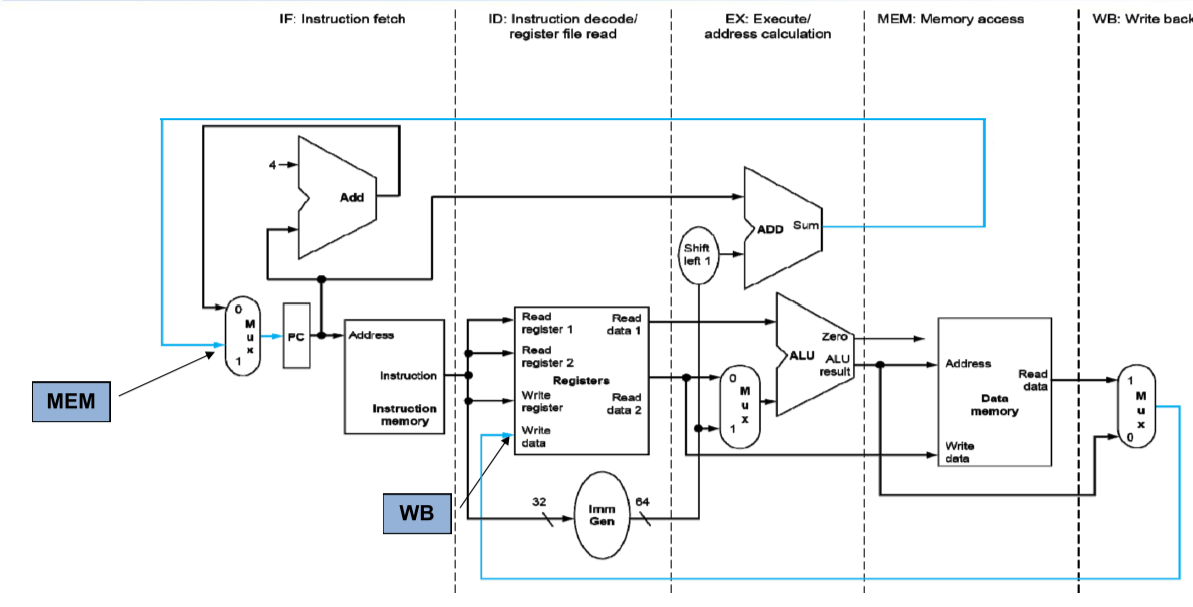 IF: Instruction fetch
ID: Instruction decode/
register file read
EX: Execute/
address calculation
MEM: Memory access
WB: Write back
4
Add
ADD
Sum
Shift
left 1
0
M
u
x
1
PC
Address
Instruction
Instruction
memory
MEM
Read
register 1
Read
data 1
Read
register 2
Registers
Write
register
Read
data 2
Write
data
WB
32
Imm
Gen
64
0
M
u
x
1
Zero
ALU
ALU
result
Address
Read
data
Data
memory
Write
data
1
M
u
x
0